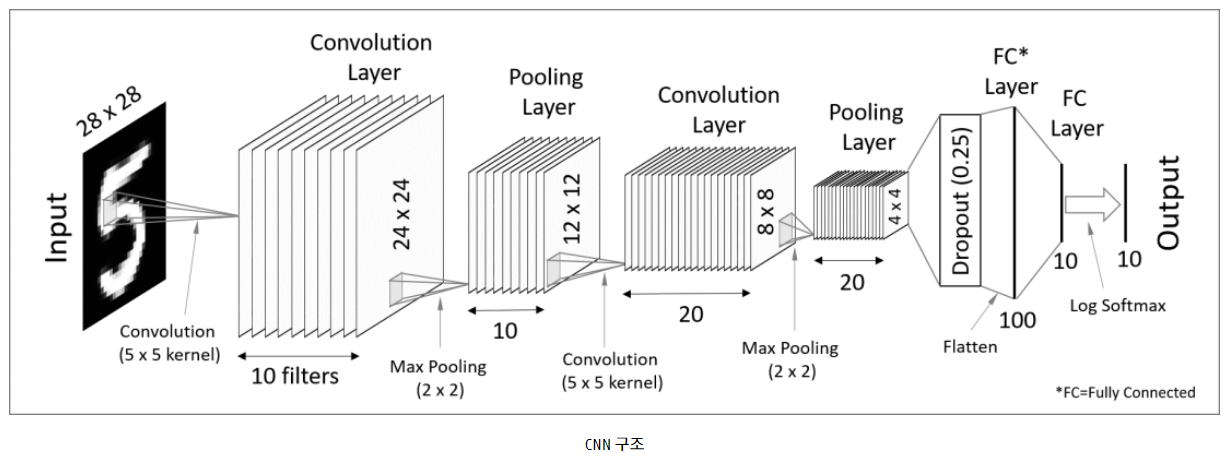 28 x 28
Input
Convolution
(5 x 5 kernel)
Convolution
Layer
24 x 24
10 filters
Max Pooling
(2 x 2)
Pooling
Layer
12 x 12
10
Convolution
(5 x 5 kernel)
Convolution
Layer
8 x 8
20
Max Pooling
(2 x 2)
Pooling
Layer
4 x 4
20
Dropout (0.25)
Flatten
FC*
Layer
100
FC
Layer
10
Log Softmax
10
Output
*FC=Fully Connected
CNN 구조